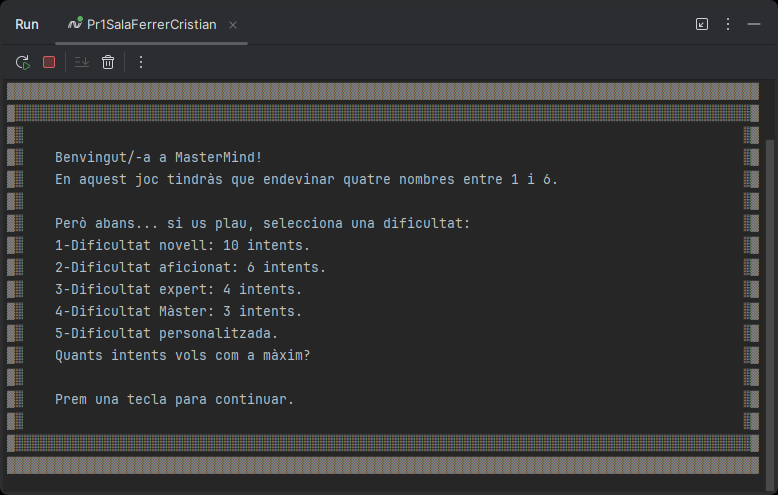 Run
Pr1SalaFerrerCristian
Benvingut/-a a MasterMind!
En aquest joc tindràs que endevinar quatre nombres entre 1 i 6.
Però abans... si us plau, selecciona una dificultat:
1-Dificultat novell: 10 intents.
2-Dificultat aficionat: 6 intents.
3-Dificultat expert: 4 intents.
4-Dificultat Màster: 3 intents.
5-Dificultat personalitzada.
Quants intents vols com a màxim?
Prem una tecla para continuar.